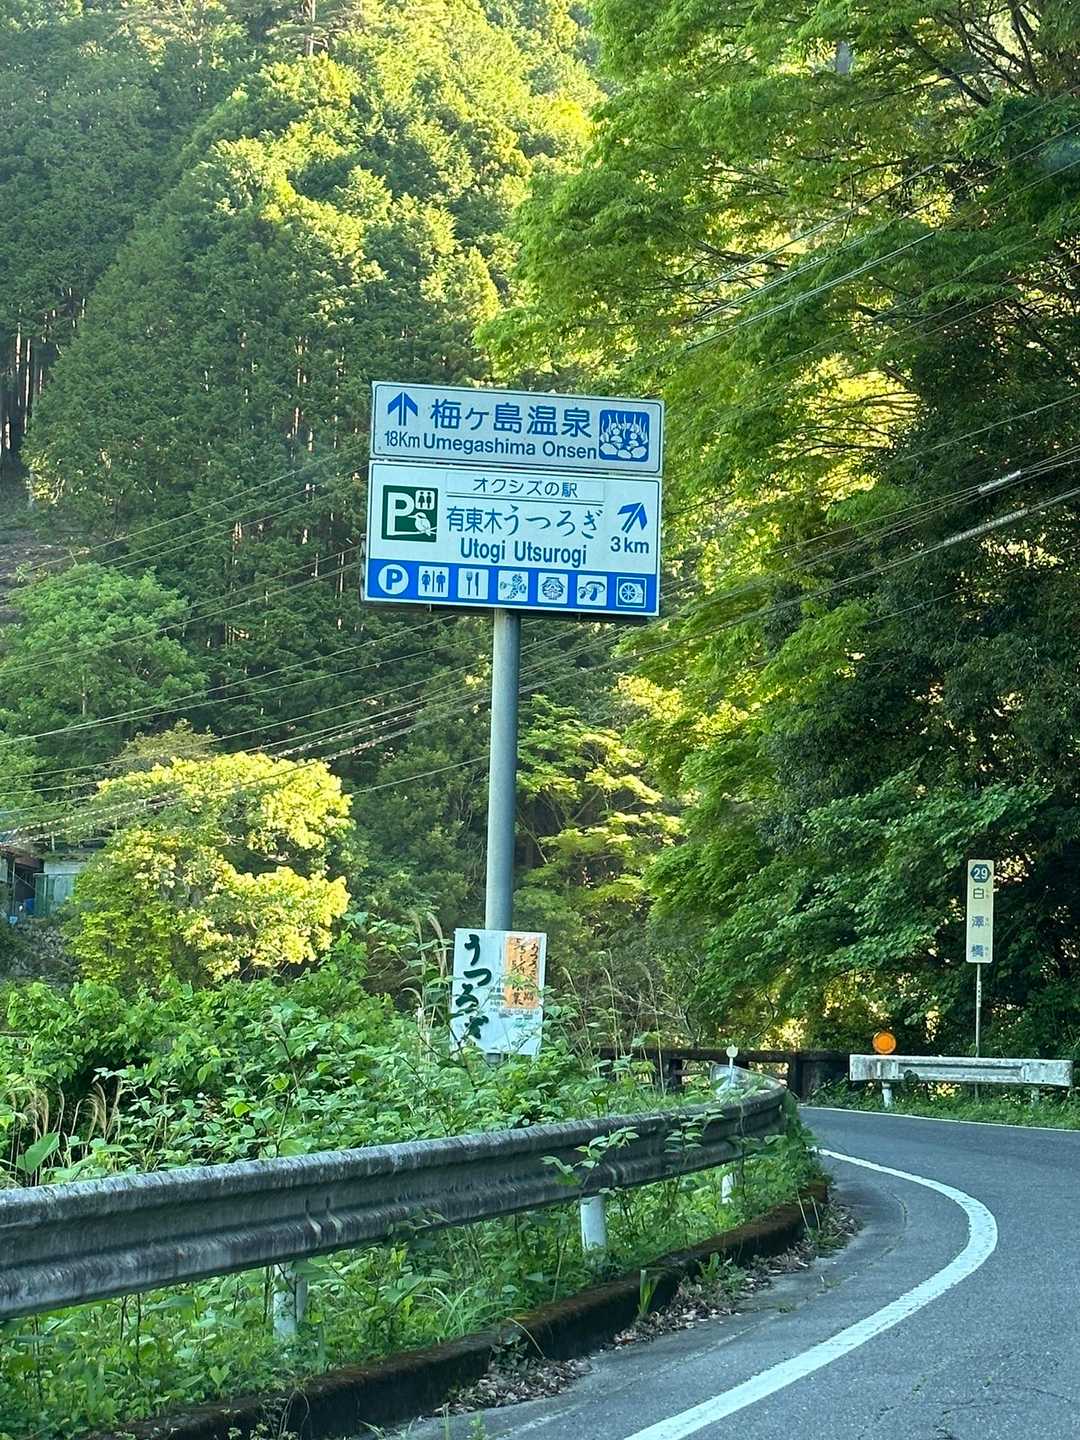 梅ヶ島温泉
18Km Umegashima Onsen
オクシズの駅
P
有東木うつろぎ
Utogi Utsurogi
3km
P
うつろぎ
29
白澤橋